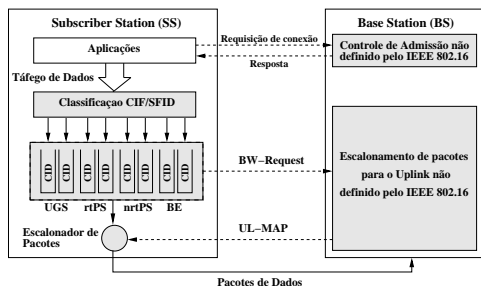 Subscriber Station (SS)
Base Station (BS)
Aplicações
Requisição de conexão
Resposta
Controle de Admissão não
definido pelo IEEE 802.16
Táfego de Dados
Classificaçao CIF/SFID
CID CID CID CID CID CID CID CID
UGS rtPS nrtPS BE
BW−Request
Escalonamento de pacotes
para o Uplink não
definido pelo IEEE 802.16
Escalonador de
Pacotes
UL−MAP
Pacotes de Dados